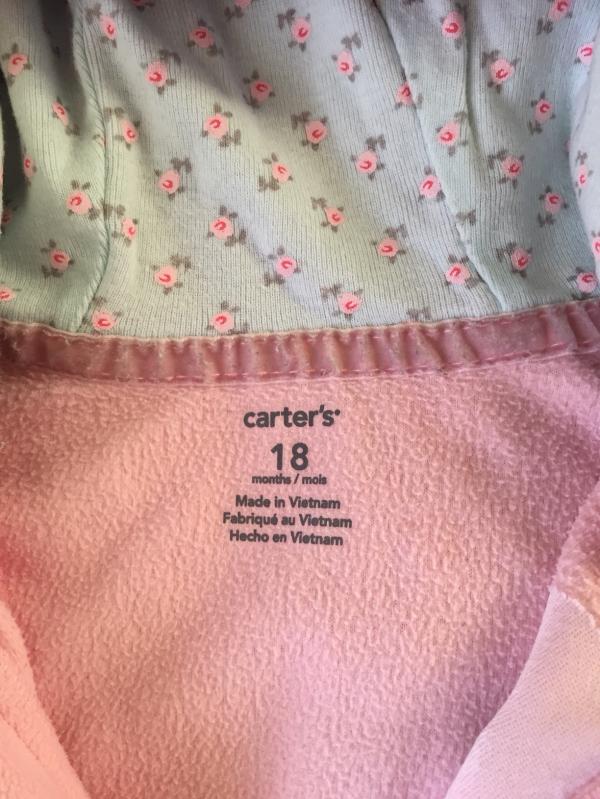 carter's
18
months / mois
Made in Vietnam
Fabriqué au Vietnam
Hecho en Vietnam